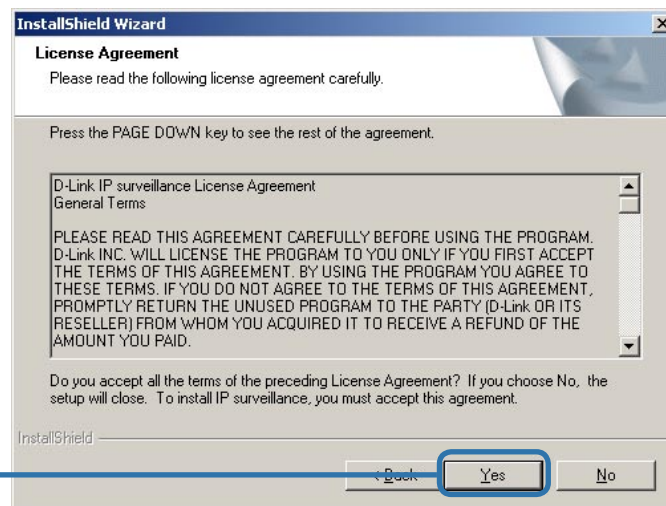 InstallShield Wizard
License Agreement
Please read the following license agreement carefully.
Press the PAGE DOWN key to see the rest of the agreement.
D-Link IP surveillance License Agreement
General Terms
PLEASE READ THIS AGREEMENT CAREFULLY BEFORE USING THE PROGRAM.
D-Link INC. WILL LICENSE THE PROGRAM TO YOU ONLY IF YOU FIRST ACCEPT
THE TERMS OF THIS AGREEMENT. BY USING THE PROGRAM YOU AGREE TO
THESE TERMS. IF YOU DO NOT AGREE TO THE TERMS OF THIS AGREEMENT,
PROMPTLY RETURN THE UNUSED PROGRAM TO THE PARTY (D-Link OR ITS
RESELLER) FROM WHOM YOU ACQUIRED IT TO RECEIVE A REFUND OF THE
AMOUNT YOU PAID.
Do you accept all the terms of the preceding License Agreement? If you choose No, the
setup will close. To install IP surveillance, you must accept this agreement.
InstallShield
< Back Yes No